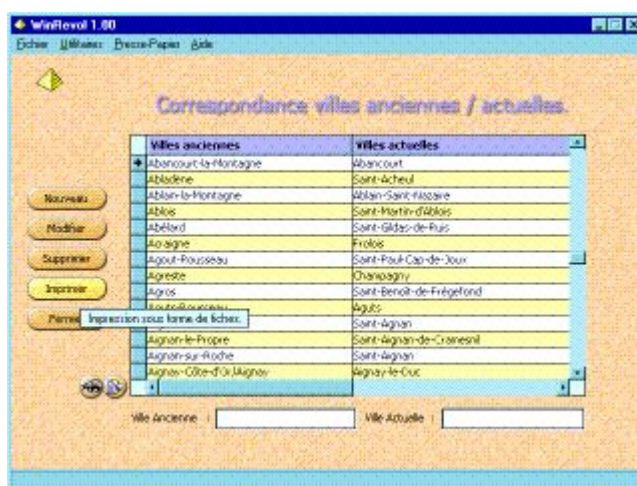 WinRevol 1.80
Fichier Utilitaires Presse-Papier Aide
Correspondance villes anciennes / actuelles.
Villes anciennes Villes actuelles
Abancourt-la-Montagne Abancourt
Abladène Saint-Acheul
Ablain-la-Montagne Ablain-Saint-Nazaire
Ablois Saint-Martin-d'Ablois
Abélard Saint-Gildas-de-Ruis
Acraigne Frolois
Agout-Rousseau Saint-Paul-Cap-de-Joux
Agreste Champagny
Agros Saint-Benoît-de-Frégefond
Aguts
Saint-Agnan
Aignan-le-Propre Saint-Aignan-de-Cramesnil
Aignan-sur-Roche Saint-Agnan
Aignay-Côte-d'Or/Aignay Aignay-le-Duc
Nouveau
Modifier
Supprimer
Imprimer
Impression sous forme de fiches.
Ville Ancienne : Ville Actuelle :